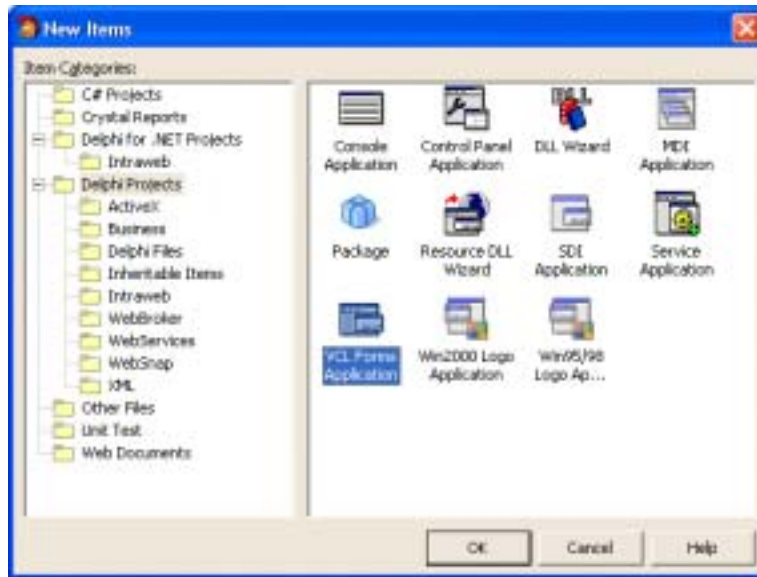 New Items
Item Categories:
C# Projects
Crystal Reports
Delphi for .NET Projects
Intraweb
Delphi Projects
ActiveX
Business
Delphi Files
Inheritable Items
Intraweb
WebBroker
WebServices
WebSnap
XML
Other Files
Unit Test
Web Documents
Console
Application
Control Panel
Application
DLL Wizard
MDI
Application
Package
Resource DLL
Wizard
SDI
Application
Service
Application
VCL Forms
Application
Win2000 Logo
Application
Win95/98
Logo Ap...
OK
Cancel
Help